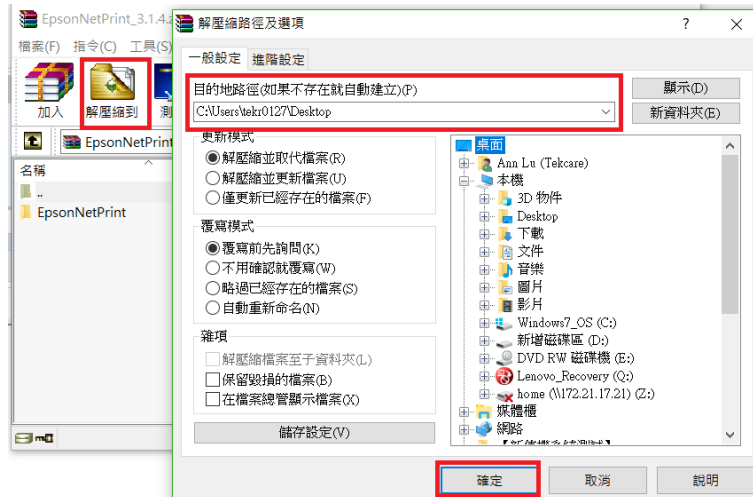 EpsonNetPrint_3.1.4.z
檔案(F) 指令(C) 工具(S)
加入 解壓縮到 測
EpsonNetPrint
名稱
..
EpsonNetPrint
解壓縮路徑及選項
?
一般設定 進階設定
目的地路徑(如果不存在就自動建立)(P)
C:\Users\tekr0127\Desktop
顯示(D)
新資料夾(E)
更新模式
解壓縮並取代檔案(R)
解壓縮並更新檔案(U)
僅更新已經存在的檔案(F)
覆寫模式
覆寫前先詢問(K)
不用確認就覆寫(W)
略過已經存在的檔案(S)
自動重新命名(N)
雜項
解壓縮檔案至子資料夾(L)
保留毀損的檔案(B)
在檔案總管顯示檔案(X)
儲存設定(V)
桌面
Ann Lu (Tekcare)
本機
3D 物件
Desktop
下載
文件
音樂
圖片
影片
Windows7_OS (C:)
新增磁碟區 (D:)
DVD RW 磁碟機 (E:)
Lenovo_Recovery (Q:)
home (\\172.21.17.21) (Z:)
媒體櫃
網路
確定 取消 說明